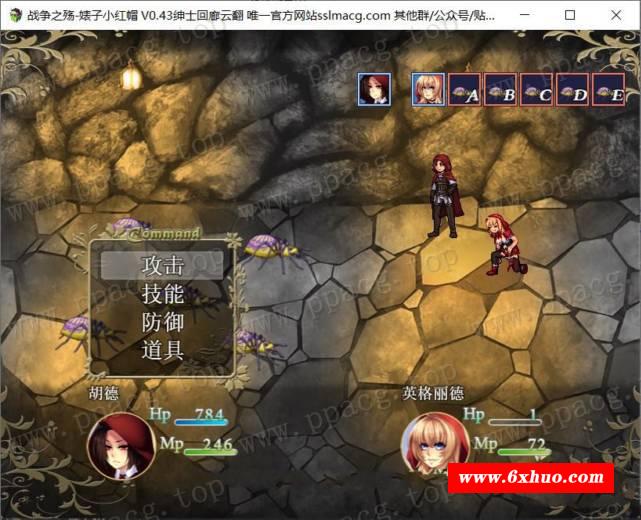 战争之殇-婊子小红帽 V0.43绅士回廊云翻 唯一官方网站sslmacg.com 其他群/公众号/贴...
A B C D E
Command
攻击
技能
防御
道具
胡德
Hp 784
Mp 246
英格丽德
Hp 1
Mp 72
www.6xhuo.com
www.ppacg.top